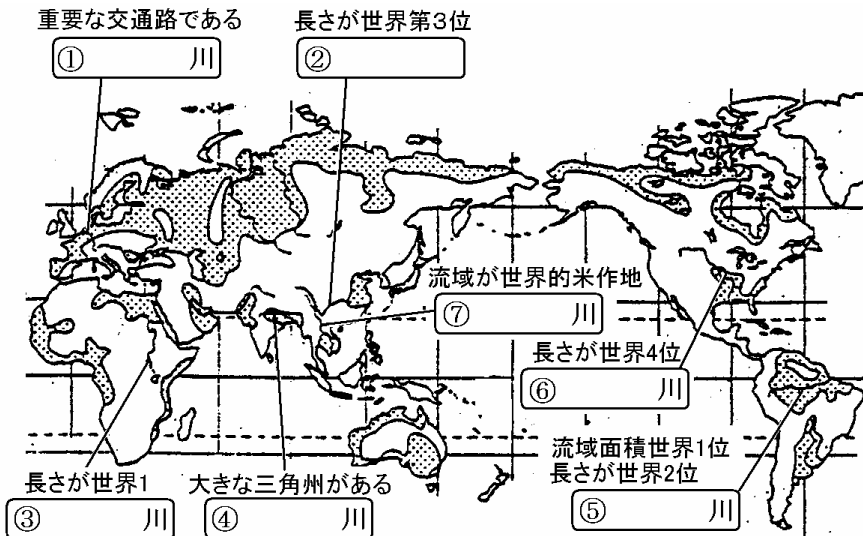 重要な交通路である
① 川
長さが世界第3位
②
流域が世界的米作地
⑦ 川
長さが世界4位
⑥ 川
流域面積世界1位
長さが世界2位
⑤ 川
長さが世界1
③ 川
大きな三角州がある
④ 川